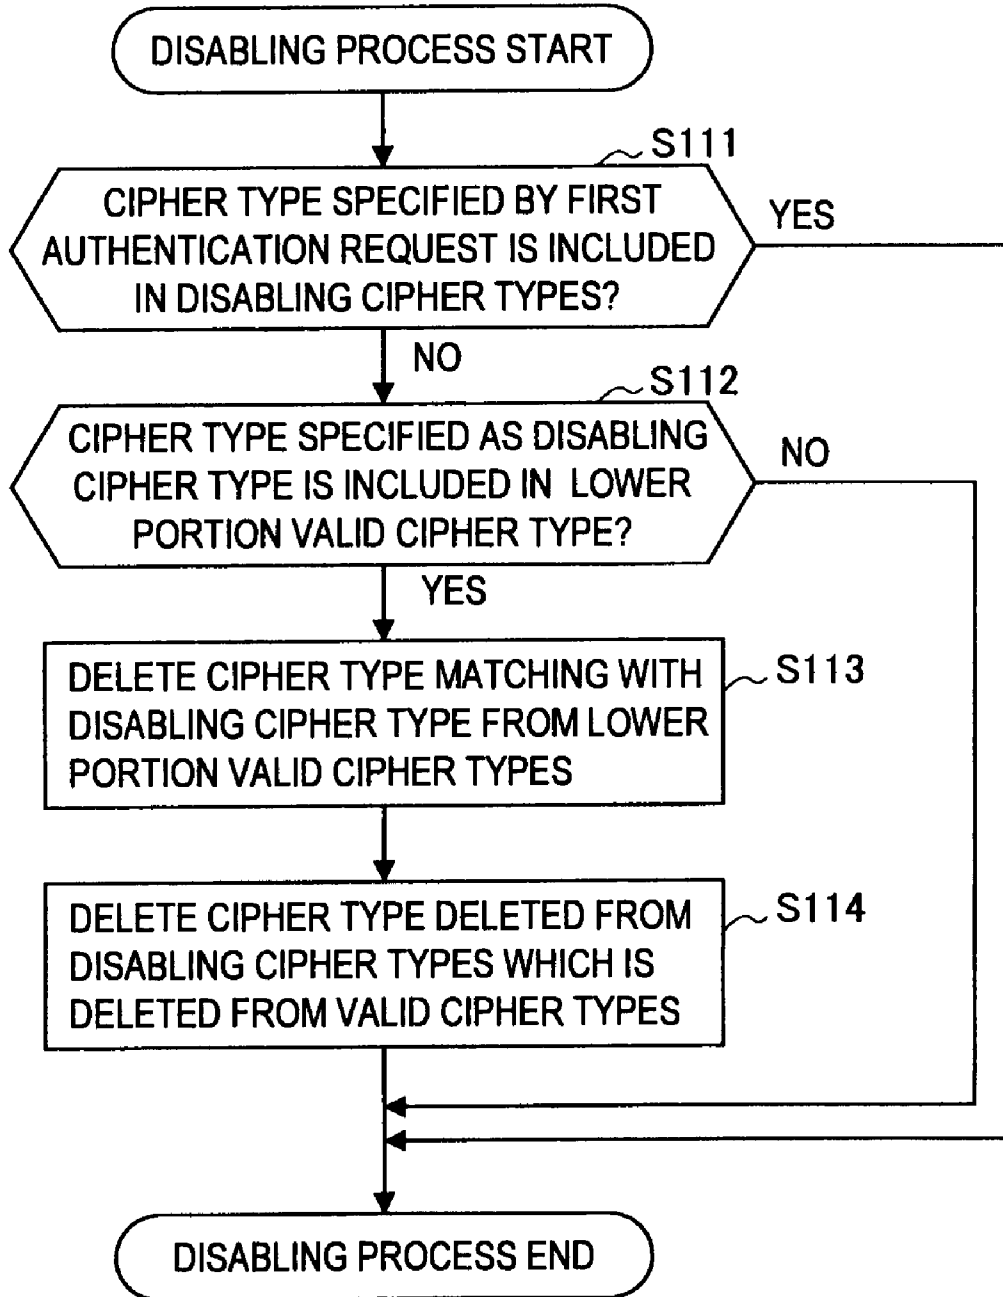 DISABLING PROCESS START
S111
CIPHER TYPE SPECIFIED BY FIRST
AUTHENTICATION REQUEST IS INCLUDED
IN DISABLING CIPHER TYPES?
YES
NO
S112
CIPHER TYPE SPECIFIED AS DISABLING
CIPHER TYPE IS INCLUDED IN LOWER
PORTION VALID CIPHER TYPE?
NO
YES
S113
DELETE CIPHER TYPE MATCHING WITH
DISABLING CIPHER TYPE FROM LOWER
PORTION VALID CIPHER TYPES
S114
DELETE CIPHER TYPE DELETED FROM
DISABLING CIPHER TYPES WHICH IS
DELETED FROM VALID CIPHER TYPES
DISABLING PROCESS END